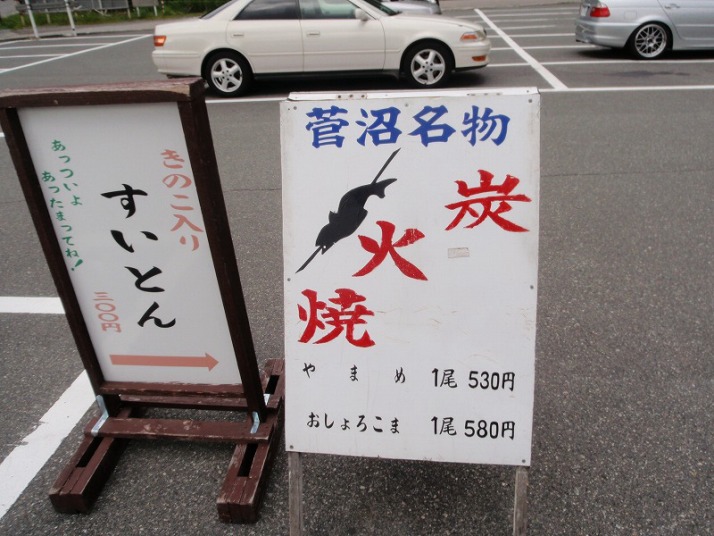 あっついよ
あったまってね!
きのこ入り
すいとん
三〇〇円
菅沼名物
炭
火
焼
やまめ 1尾 530円
おしょろこま 1尾 580円